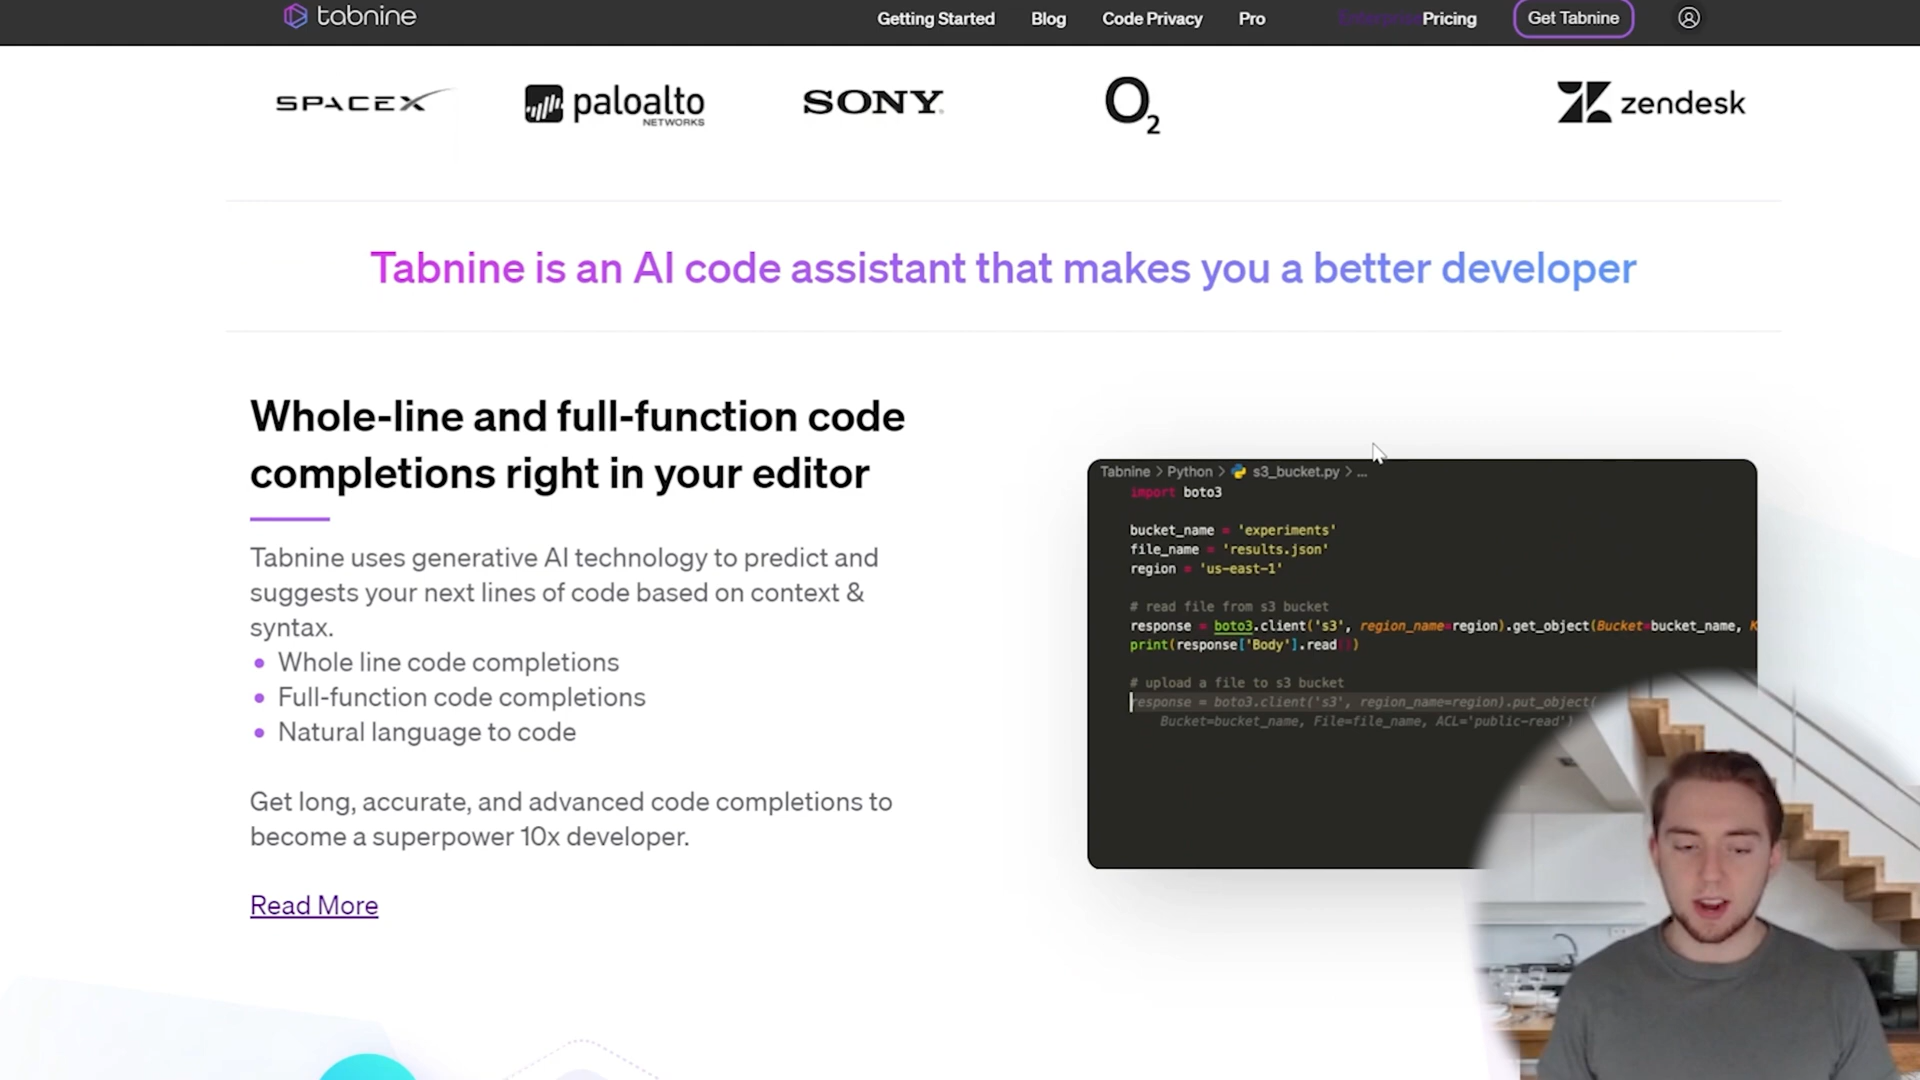 tabnine
Getting Started Blog Code Privacy Pro Enterprise Pricing Get Tabnine
SPACEX paloalto NETWORKS SONY O2 zendesk
Tabnine is an AI code assistant that makes you a better developer
Whole-line and full-function code
completions right in your editor
Tabnine uses generative AI technology to predict and
suggests your next lines of code based on context &
syntax.
Whole line code completions
Full-function code completions
Natural language to code
Get long, accurate, and advanced code completions to
become a superpower 10x developer.
Read More
Tabnine > Python > s3_bucket.py > ...
import boto3
bucket_name = 'experiments'
file_name = 'results.json'
region = 'us-east-1'
# read file from s3 bucket
response = boto3.client('s3', region_name=region).get_object(Bucket=bucket_name, K
print(response['Body'].read())
# upload a file to s3 bucket
response = boto3.client('s3', region_name=region).put_object(
Bucket=bucket_name, File=file_name, ACL='public-read')